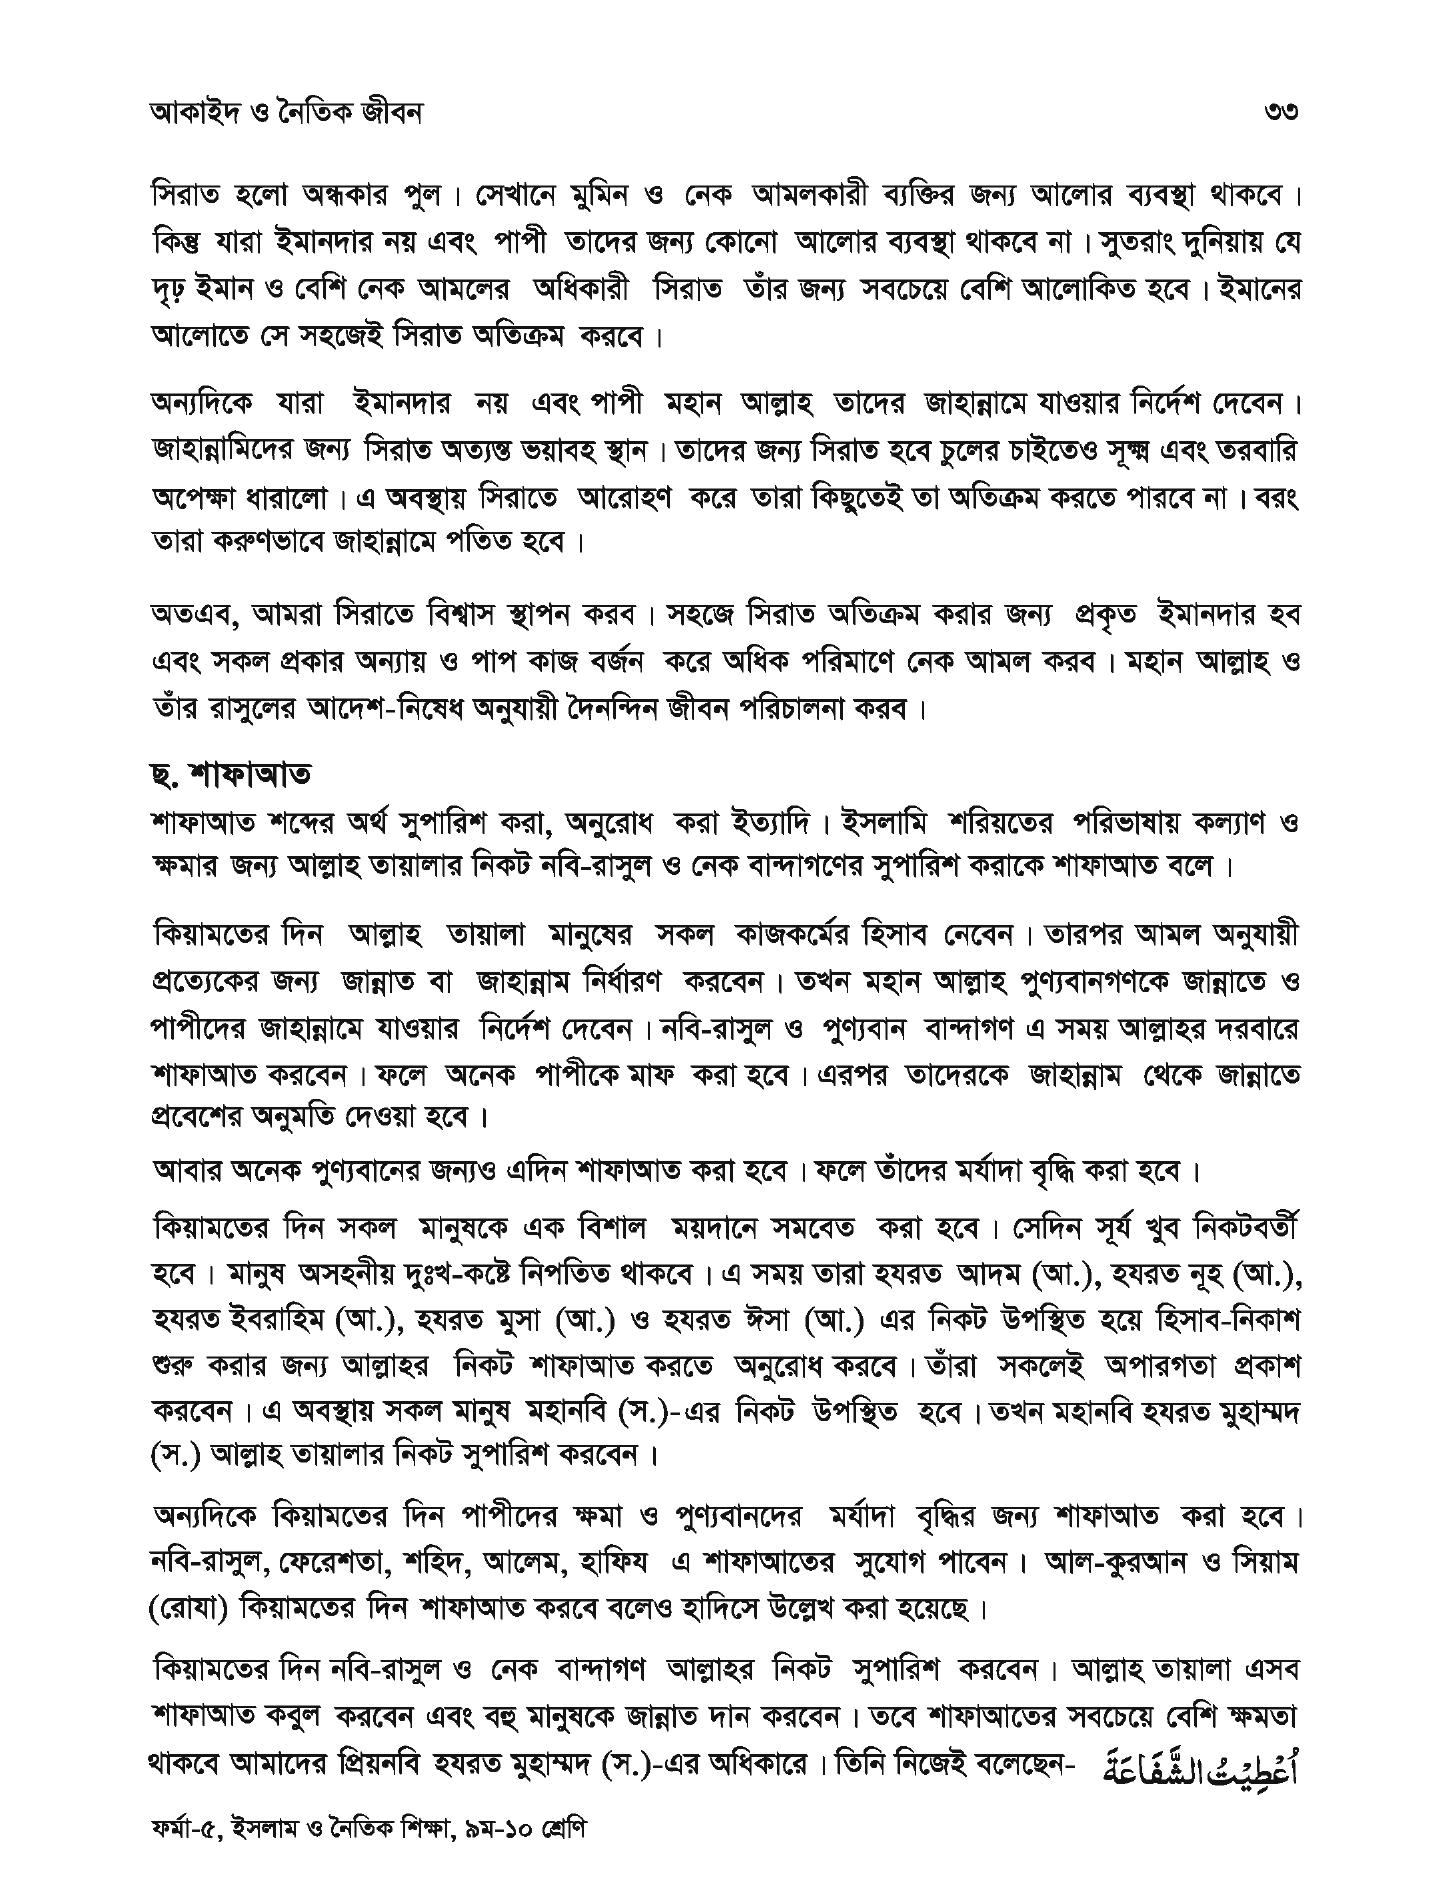 আকাইদ ও নৈতিক জীবন ৩৩
সিরাত হলো অন্ধকার পুল। সেখানে মুমিন ও নেক আমলকারী ব্যক্তির জন্য আলোর ব্যবস্থা থাকবে।
কিন্তু যারা ইমানদার নয় এবং পাপী তাদের জন্য কোনো আলোর ব্যবস্থা থাকবে না। সুতরাং দুনিয়ায় যে
দৃঢ় ইমান ও বেশি নেক আমলের অধিকারী সিরাত তাঁর জন্য সবচেয়ে বেশি আলোকিত হবে। ইমানের
আলোতে সে সহজেই সিরাত অতিক্রম করবে।
অন্যদিকে যারা ইমানদার নয় এবং পাপী মহান আল্লাহ তাদের জাহান্নামে যাওয়ার নির্দেশ দেবেন।
জাহান্নামিদের জন্য সিরাত অত্যন্ত ভয়াবহ স্থান। তাদের জন্য সিরাত হবে চুলের চাইতেও সূক্ষ্ম এবং তরবারি
অপেক্ষা ধারালো। এ অবস্থায় সিরাতে আরোহণ করে তারা কিছুতেই তা অতিক্রম করতে পারবে না। বরং
তারা করুণভাবে জাহান্নামে পতিত হবে।
অতএব, আমরা সিরাতে বিশ্বাস স্থাপন করব। সহজে সিরাত অতিক্রম করার জন্য প্রকৃত ইমানদার হব
এবং সকল প্রকার অন্যায় ও পাপ কাজ বর্জন করে অধিক পরিমাণে নেক আমল করব। মহান আল্লাহ ও
তাঁর রাসুলের আদেশ-নিষেধ অনুযায়ী দৈনন্দিন জীবন পরিচালনা করব।
ছ. শাফাআত
শাফাআত শব্দের অর্থ সুপারিশ করা, অনুরোধ করা ইত্যাদি। ইসলামি শরিয়তের পরিভাষায় কল্যাণ ও
ক্ষমার জন্য আল্লাহ তায়ালার নিকট নবি-রাসুল ও নেক বান্দাগণের সুপারিশ করাকে শাফাআত বলে।
কিয়ামতের দিন আল্লাহ তায়ালা মানুষের সকল কাজকর্মের হিসাব নেবেন। তারপর আমল অনুযায়ী
প্রত্যেকের জন্য জান্নাত বা জাহান্নাম নির্ধারণ করবেন। তখন মহান আল্লাহ পুণ্যবানগণকে জান্নাতে ও
পাপীদের জাহান্নামে যাওয়ার নির্দেশ দেবেন। নবি-রাসুল ও পুণ্যবান বান্দাগণ এ সময় আল্লাহর দরবারে
শাফাআত করবেন। ফলে অনেক পাপীকে মাফ করা হবে। এরপর তাদেরকে জাহান্নাম থেকে জান্নাতে
প্রবেশের অনুমতি দেওয়া হবে।
আবার অনেক পুণ্যবানের জন্যও এদিন শাফাআত করা হবে। ফলে তাঁদের মর্যাদা বৃদ্ধি করা হবে।
কিয়ামতের দিন সকল মানুষকে এক বিশাল ময়দানে সমবেত করা হবে। সেদিন সূর্য খুব নিকটবর্তী
হবে। মানুষ অসহনীয় দুঃখ-কষ্টে নিপতিত থাকবে। এ সময় তারা হযরত আদম (আ.), হযরত নূহ (আ.),
হযরত ইবরাহিম (আ.), হযরত মুসা (আ.) ও হযরত ঈসা (আ.) এর নিকট উপস্থিত হয়ে হিসাব-নিকাশ
শুরু করার জন্য আল্লাহর নিকট শাফাআত করতে অনুরোধ করবে। তাঁরা সকলেই অপারগতা প্রকাশ
করবেন। এ অবস্থায় সকল মানুষ মহানবি (স.)-এর নিকট উপস্থিত হবে। তখন মহানবি হযরত মুহাম্মদ
(স.) আল্লাহ তায়ালার নিকট সুপারিশ করবেন।
অন্যদিকে কিয়ামতের দিন পাপীদের ক্ষমা ও পুণ্যবানদের মর্যাদা বৃদ্ধির জন্য শাফাআত করা হবে।
নবি-রাসুল, ফেরেশতা, শহিদ, আলেম, হাফিয এ শাফাআতের সুযোগ পাবেন। আল-কুরআন ও সিয়াম
(রোযা) কিয়ামতের দিন শাফাআত করবে বলেও হাদিসে উল্লেখ করা হয়েছে।
কিয়ামতের দিন নবি-রাসুল ও নেক বান্দাগণ আল্লাহর নিকট সুপারিশ করবেন। আল্লাহ তায়ালা এসব
শাফাআত কবুল করবেন এবং বহু মানুষকে জান্নাত দান করবেন। তবে শাফাআতের সবচেয়ে বেশি ক্ষমতা
থাকবে আমাদের প্রিয়নবি হযরত মুহাম্মদ (স.)-এর অধিকারে। তিনি নিজেই বলেছেন- اُعْطِيْتُ الشَّفَاعَةَ
ফর্মা-৫, ইসলাম ও নৈতিক শিক্ষা, ৯ম-১০ শ্রেণি